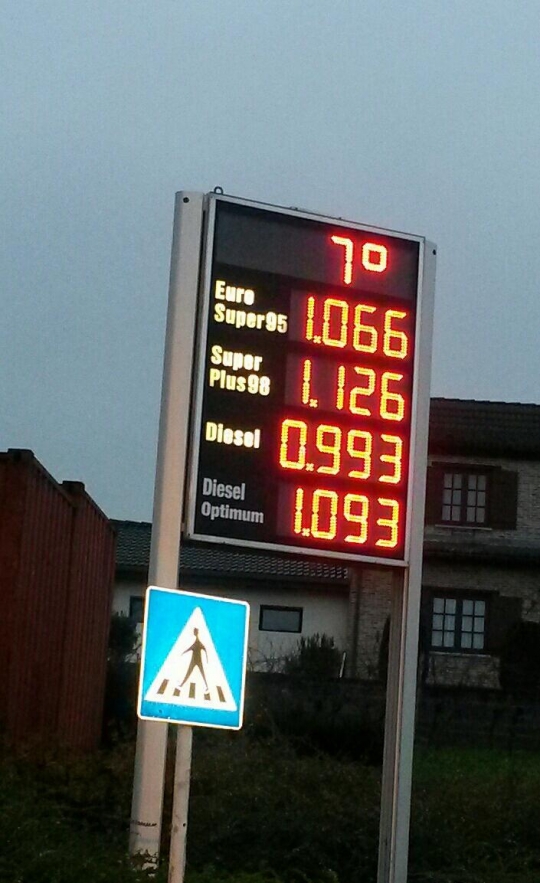 7°
Euro
Super95 1.066
Super
Plus98 1.126
Diesel 0.993
Diesel
Optimum 1.093